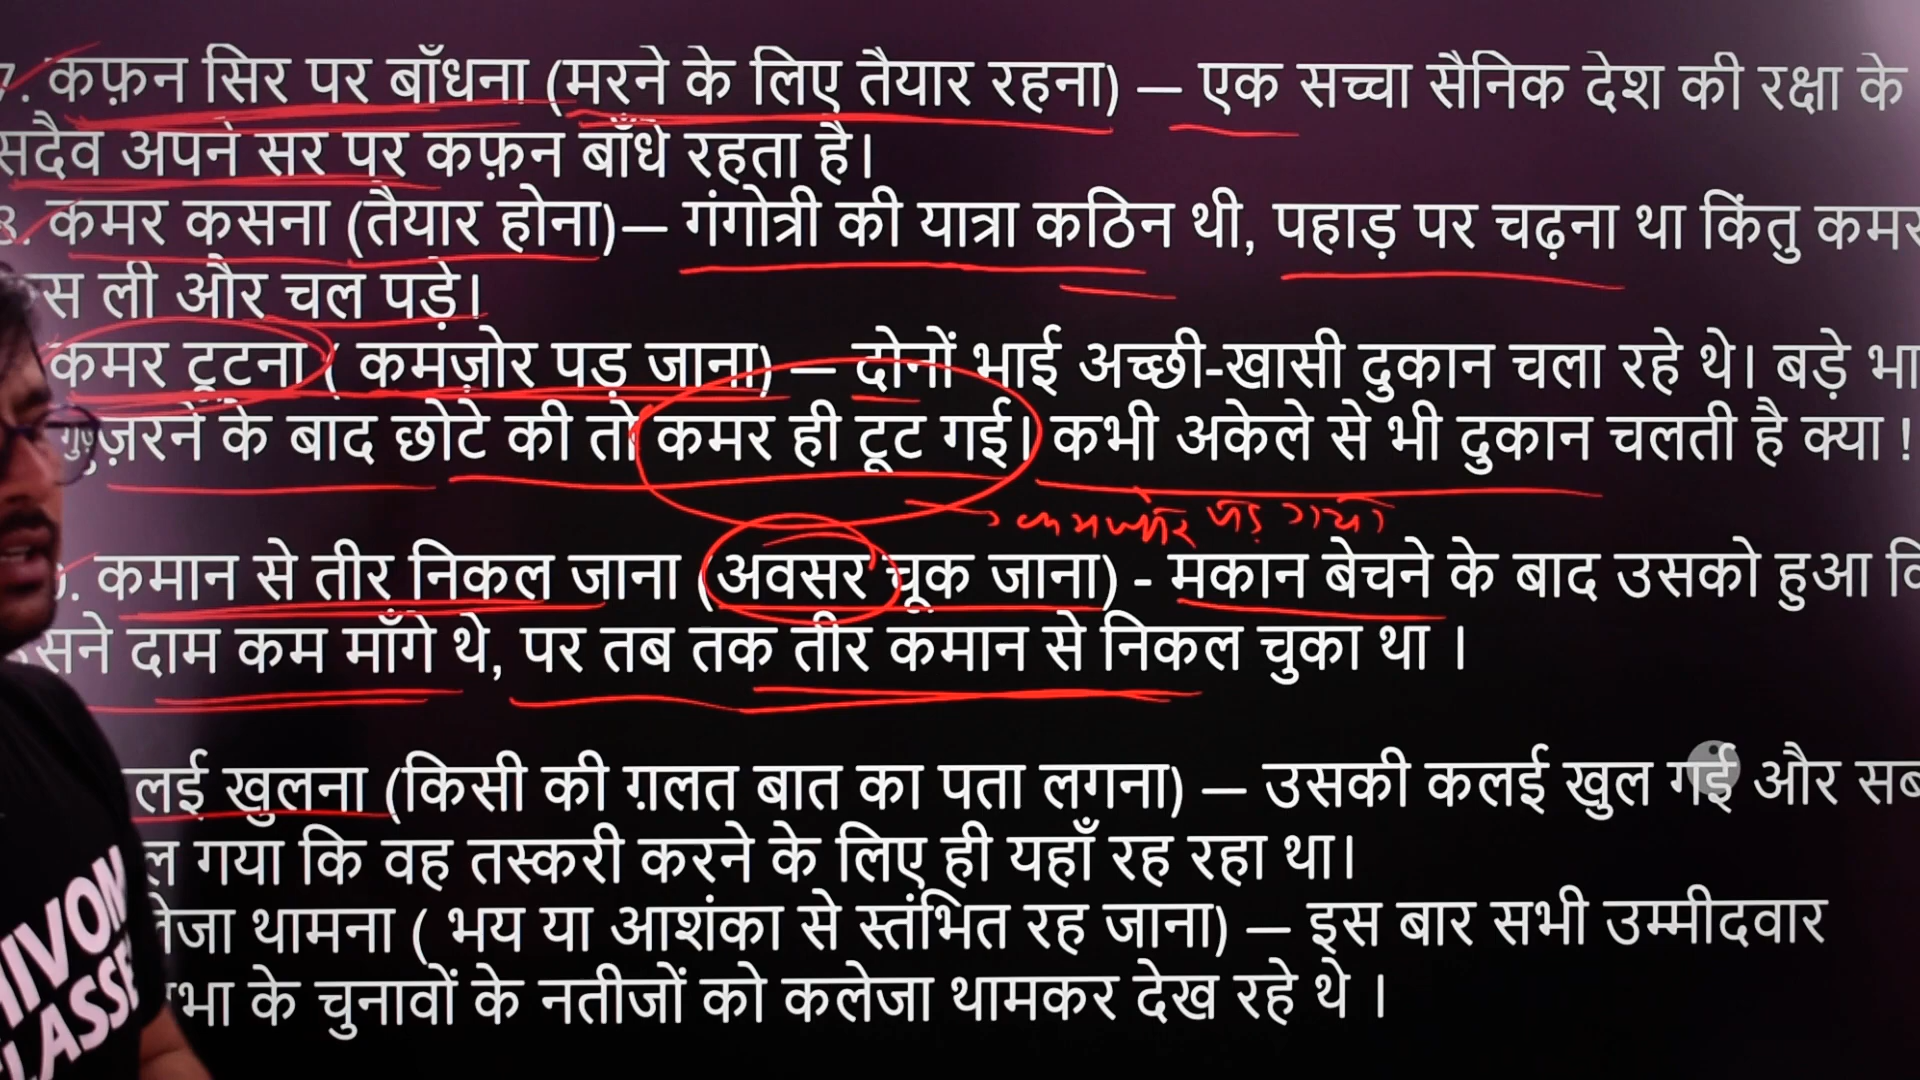 7. कफ़न सिर पर बाँधना (मरने के लिए तैयार रहना) — एक सच्चा सैनिक देश की रक्षा के
सदैव अपने सर पर कफ़न बाँधे रहता है।
8. कमर कसना (तैयार होना)— गंगोत्री की यात्रा कठिन थी, पहाड़ पर चढ़ना था किंतु कमर
स ली और चल पड़े।
कमर टूटना ( कमज़ोर पड़ जाना) — दोनों भाई अच्छी-खासी दुकान चला रहे थे। बड़े भा
गुज़रने के बाद छोटे की तो कमर ही टूट गई। कभी अकेले से भी दुकान चलती है क्या !
कमजोर पड़ गया
. कमान से तीर निकल जाना (अवसर चूक जाना) - मकान बेचने के बाद उसको हुआ कि
सने दाम कम माँगे थे, पर तब तक तीर कमान से निकल चुका था ।
लई खुलना (किसी की ग़लत बात का पता लगना) — उसकी कलई खुल गई और सब
ल गया कि वह तस्करी करने के लिए ही यहाँ रह रहा था।
लेजा थामना ( भय या आशंका से स्तंभित रह जाना) — इस बार सभी उम्मीदवार
भा के चुनावों के नतीजों को कलेजा थामकर देख रहे थे ।
HIVOM
CLASSE